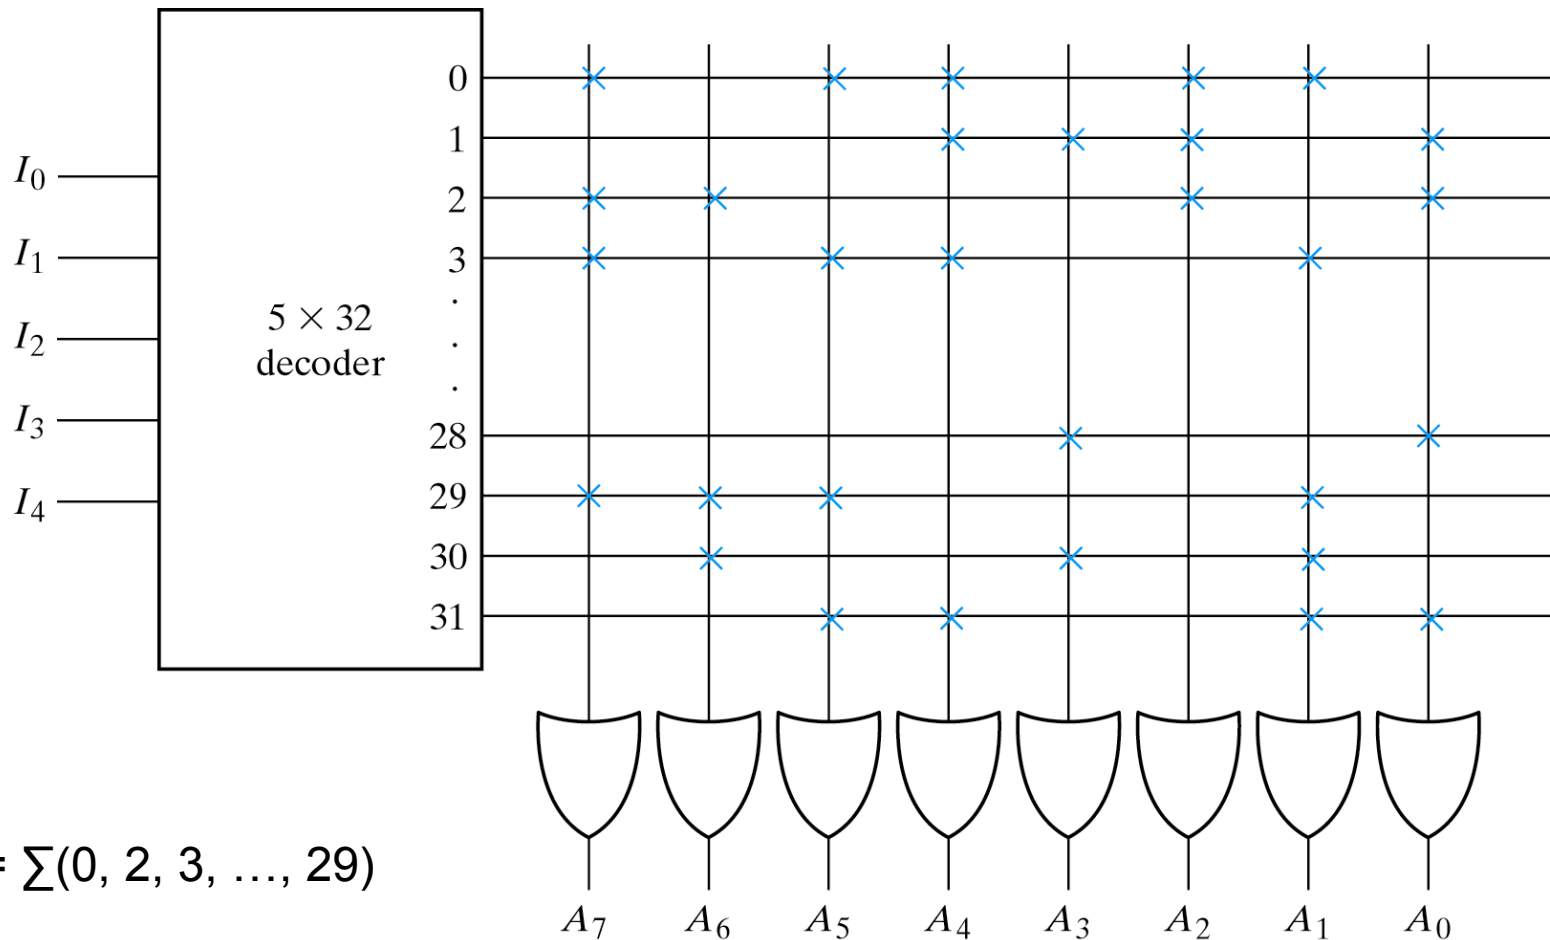 0
1
I₀
2
I₁
3
.
5 × 32
decoder
I₂
.
.
I₃
28
29
I₄
30
31
= ∑(0, 2, 3, …, 29)
A₇ A₆ A₅ A₄ A₃ A₂ A₁ A₀